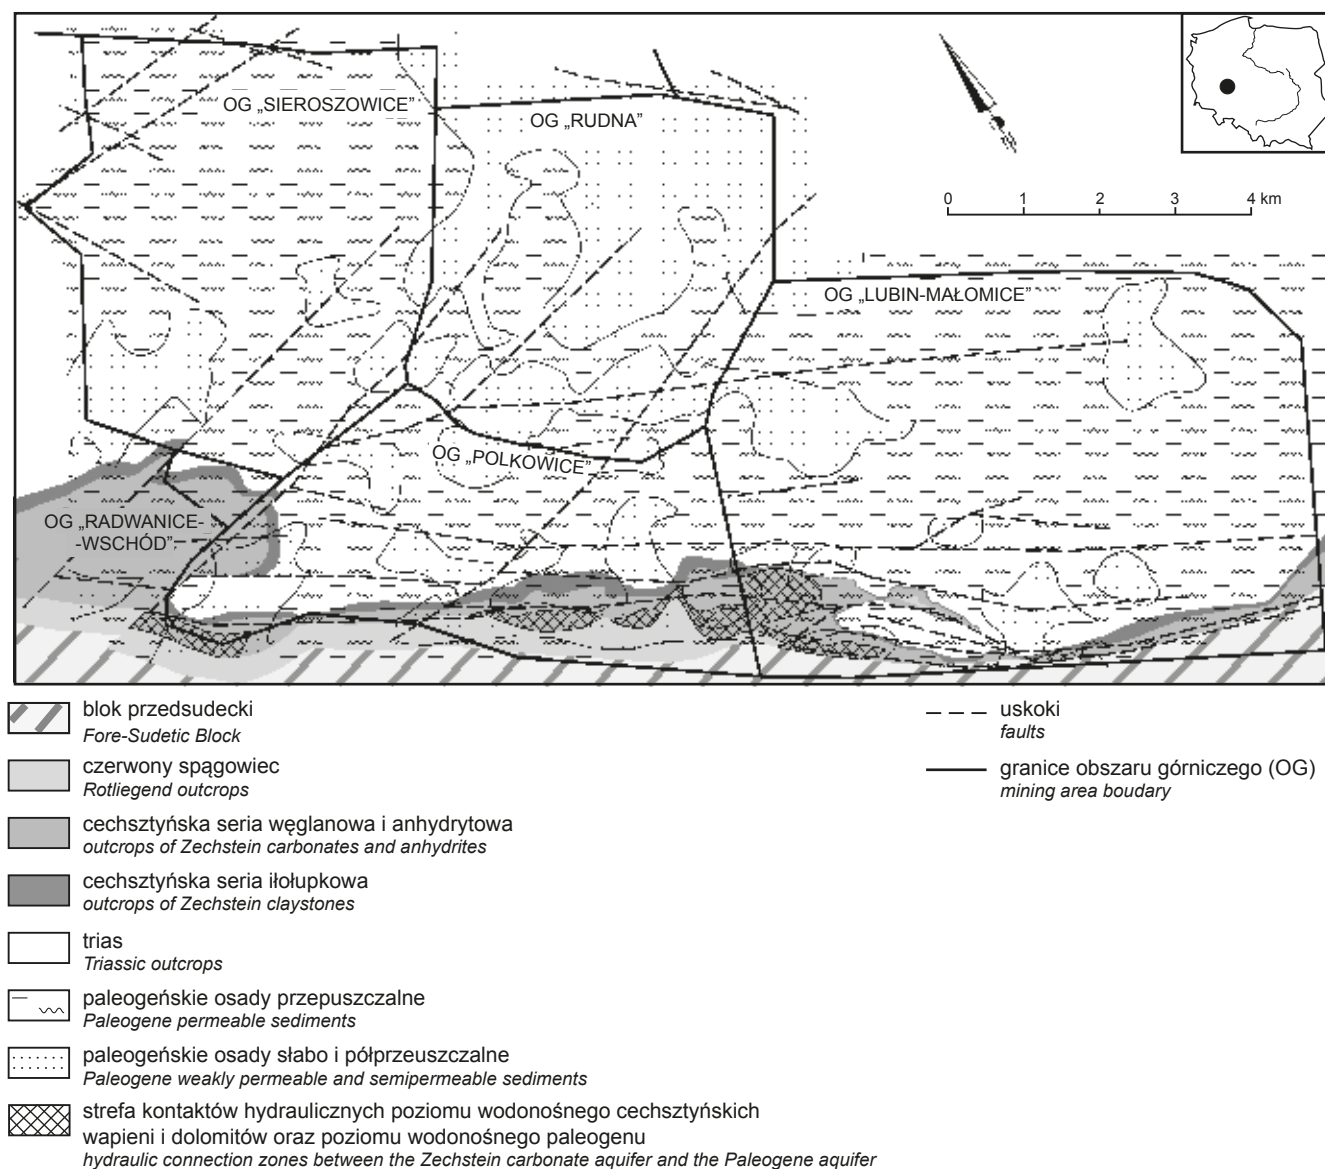 OG „SIEROSZOWICE”
OG „RUDNA”
0 1 2 3 4 km
OG „LUBIN-MAŁOMICE”
OG „POLKOWICE”
OG „RADWANICE-
-WSCHÓD”
blok przedsudecki
Fore-Sudetic Block
czerwony spągowiec
Rotliegend outcrops
cechsztyńska seria węglanowa i anhydrytowa
outcrops of Zechstein carbonates and anhydrites
cechsztyńska seria iłołupkowa
outcrops of Zechstein claystones
trias
Triassic outcrops
paleogeńskie osady przepuszczalne
Paleogene permeable sediments
paleogeńskie osady słabo i półprzeuszczalne
Paleogene weakly permeable and semipermeable sediments
strefa kontaktów hydraulicznych poziomu wodonośnego cechsztyńskich
wapieni i dolomitów oraz poziomu wodonośnego paleogenu
hydraulic connection zones between the Zechstein carbonate aquifer and the Paleogene aquifer
uskoki
faults
granice obszaru górniczego (OG)
mining area boudary